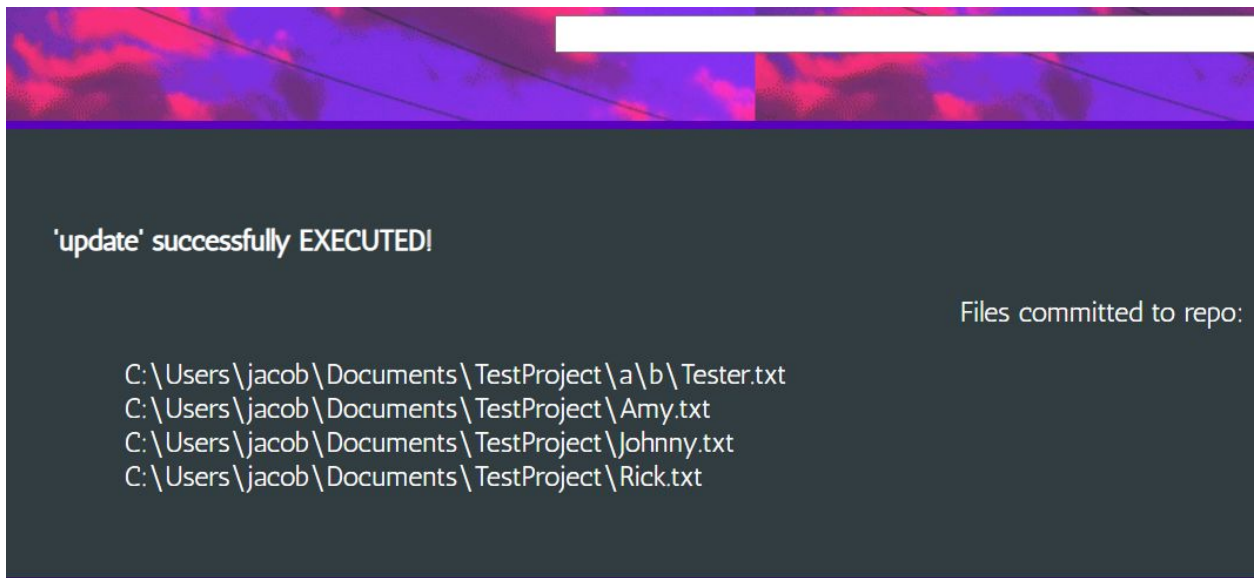 'update' successfully EXECUTED!
Files committed to repo:
C:\Users\jacob\Documents\TestProject\a\b\Tester.txt
C:\Users\jacob\Documents\TestProject\Amy.txt
C:\Users\jacob\Documents\TestProject\Johnny.txt
C:\Users\jacob\Documents\TestProject\Rick.txt